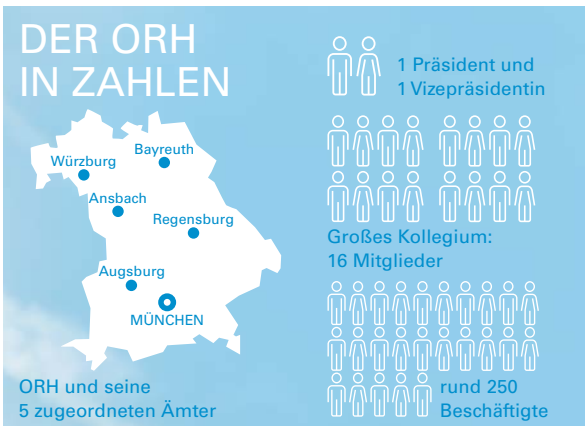 DER ORH
IN ZAHLEN
Würzburg
Bayreuth
Ansbach
Regensburg
Augsburg
MÜNCHEN
ORH und seine
5 zugeordneten Ämter
1 Präsident und
1 Vizepräsidentin
Großes Kollegium:
16 Mitglieder
rund 250
Beschäftigte